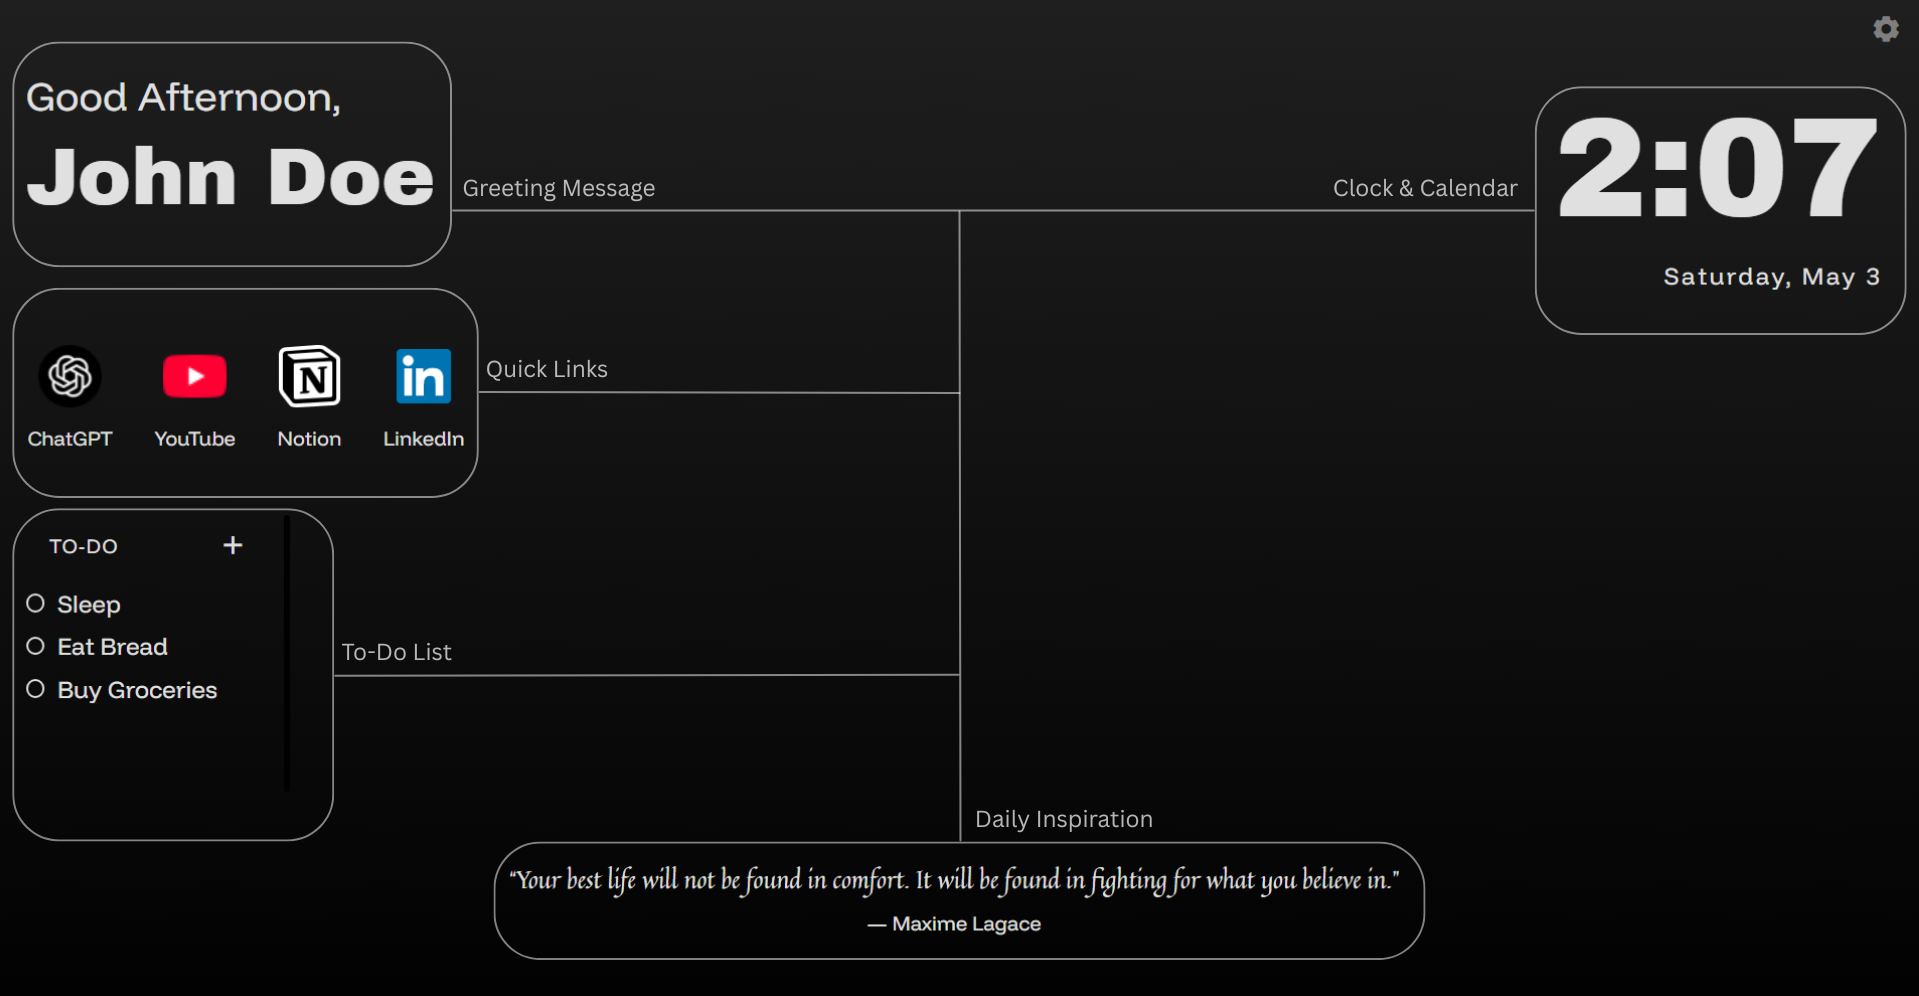 Good Afternoon,
John Doe
Greeting Message
Clock & Calendar
2:07
Saturday, May 3
Quick Links
ChatGPT YouTube Notion LinkedIn
N
in
TO-DO +
Sleep
Eat Bread
Buy Groceries
To-Do List
Daily Inspiration
“Your best life will not be found in comfort. It will be found in fighting for what you believe in.”
— Maxime Lagace